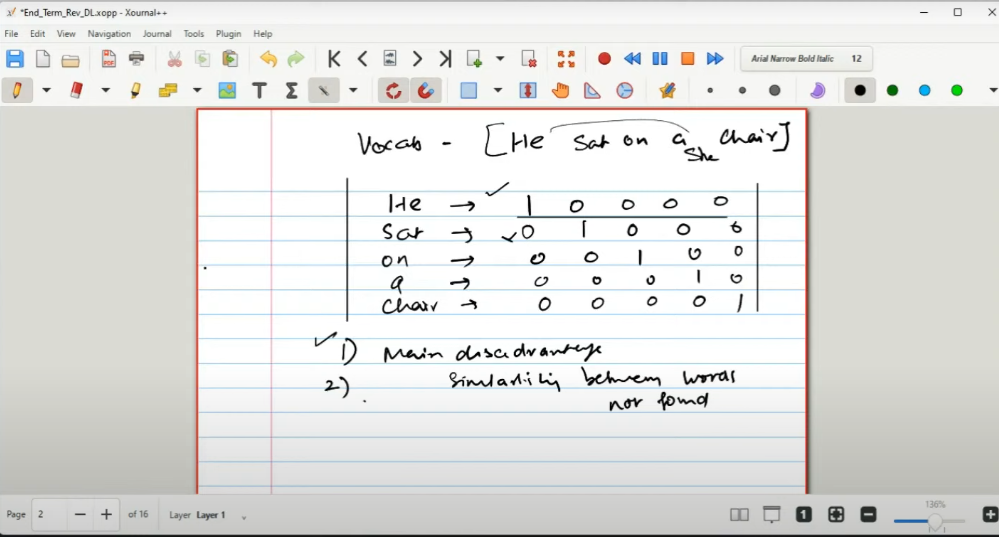 *End_Term_Rev_DL.xopp - Xournal++
File Edit View Navigation Journal Tools Plugin Help
Arial Narrow Bold Italic 12
Vocab - [He sat on a She chair]
He → 1 0 0 0 0
Sat → 0 1 0 0 0
on → 0 0 1 0 0
a → 0 0 0 1 0
Chair → 0 0 0 0 1
1) Main disadvantage
2) Similarity between words
not found
Page 2 of 16 Layer Layer 1 136%